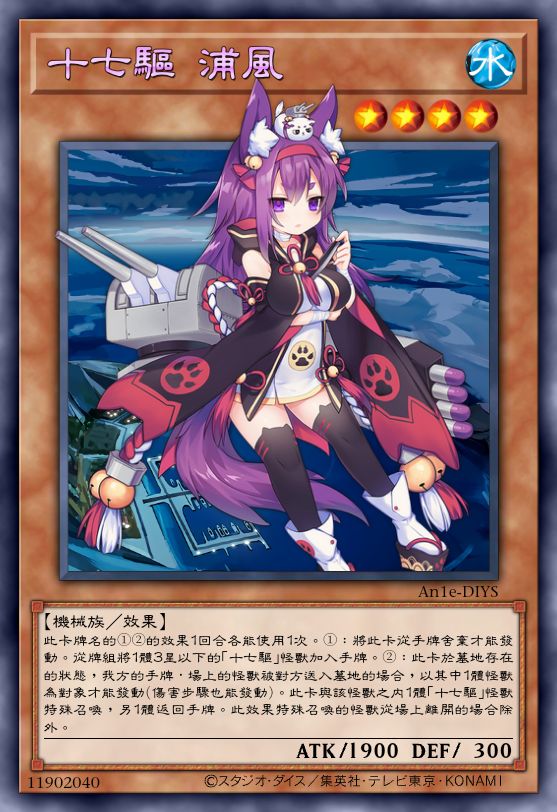 十七驅 浦風
水
An1e-DIYS
【機械族／效果】
此卡牌名的①②的效果1回合各能使用1次。①：將此卡從手牌舍棄才能發
動。從牌組將1體3星以下的「十七驅」怪獸加入手牌。②：此卡於墓地存在
的狀態，我方的手牌・場上的怪獸被對方送入墓地的場合，以其中1體怪獸
為對象才能發動(傷害步驟也能發動)。此卡與該怪獸之內1體「十七驅」怪獸
特殊召喚，另1體返回手牌。此效果特殊召喚的怪獸從場上離開的場合除
外。
ATK/1900 DEF/ 300
11902040
©スタジオ・ダイス／集英社・テレビ東京・KONAMI